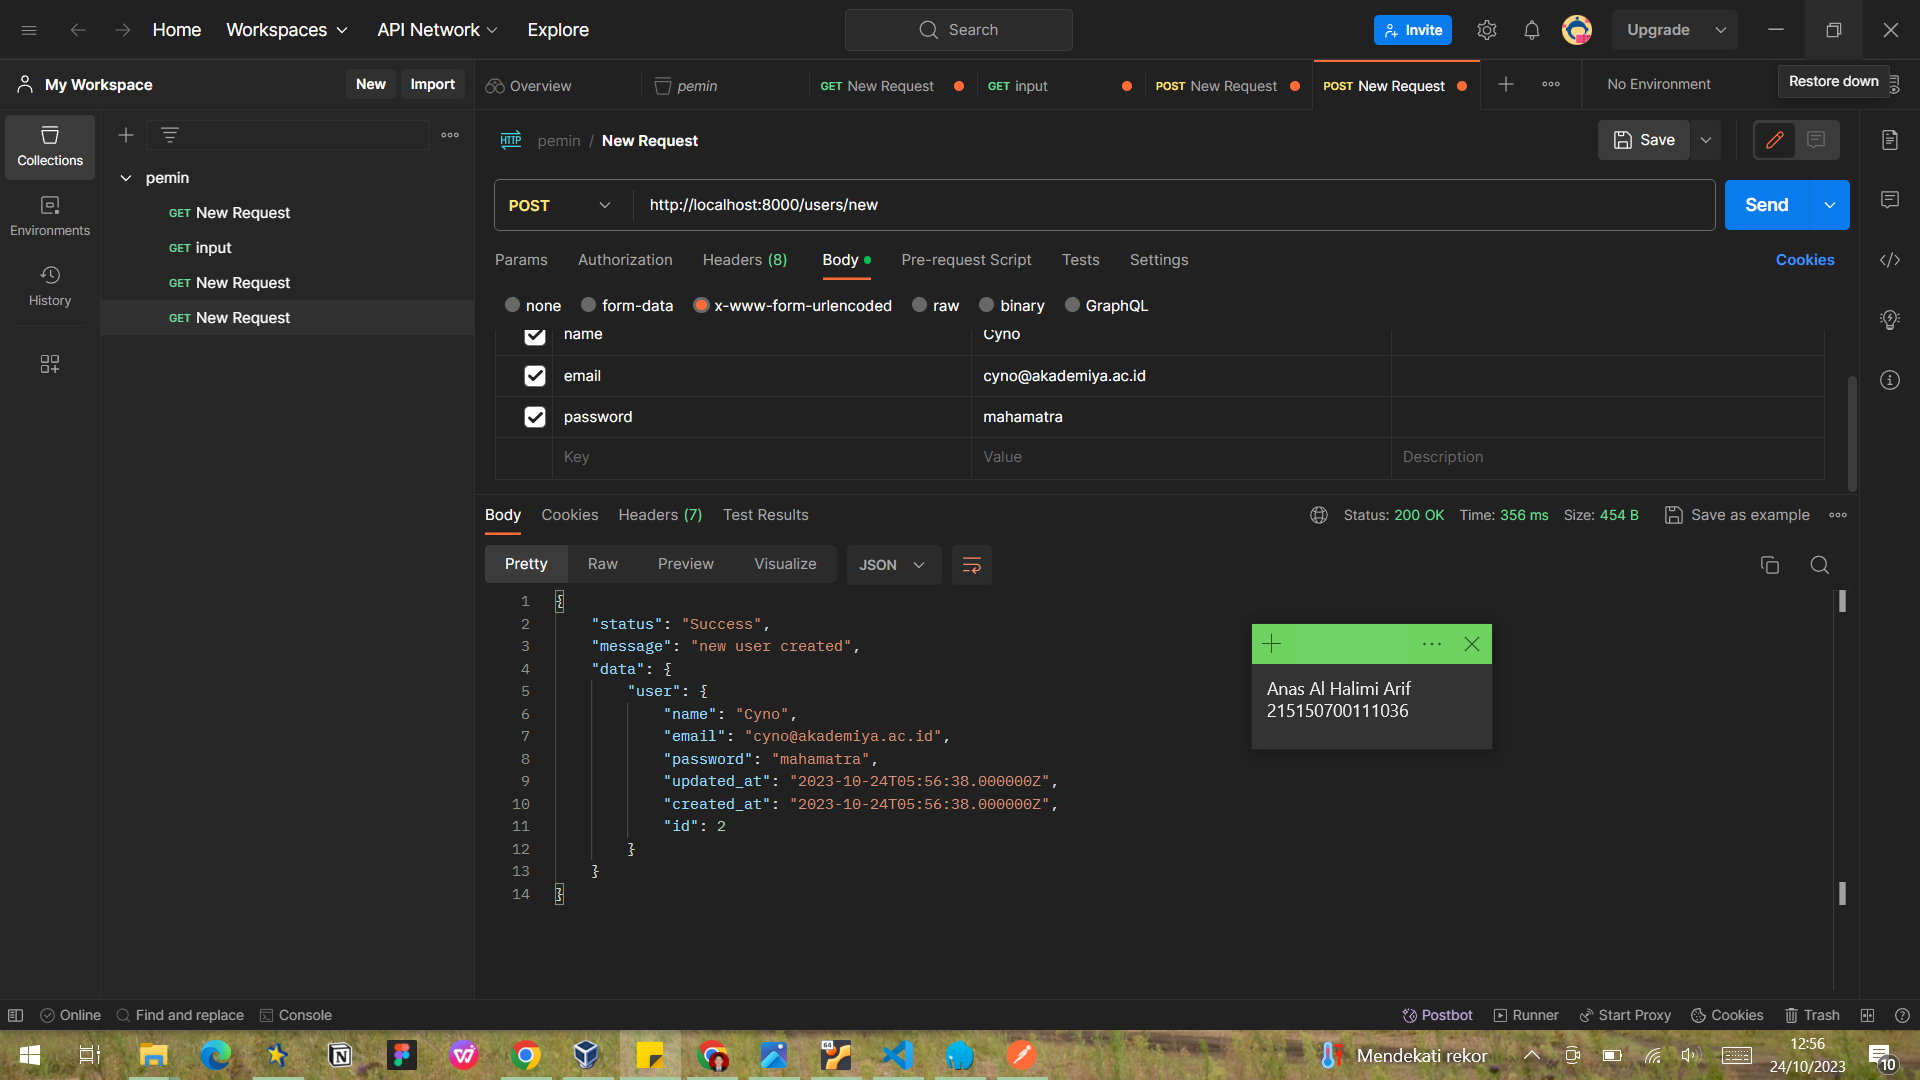 Home Workspaces API Network Explore Search Invite Upgrade
My Workspace New Import Overview pemin GET New Request GET input POST New Request POST New Request No Environment Restore down
pemin / New Request Save
Collections
pemin
GET New Request
GET input
GET New Request
GET New Request
Environments
History
HTTP
POST http://localhost:8000/users/new Send
Params Authorization Headers (8) Body Pre-request Script Tests Settings Cookies
none form-data x-www-form-urlencoded raw binary GraphQL
name Cyno
email cyno@akademiya.ac.id
password mahamatra
Key Value Description
Body Cookies Headers (7) Test Results Status: 200 OK Time: 356 ms Size: 454 B Save as example
Pretty Raw Preview Visualize JSON
1 {
2 "status": "Success",
3 "message": "new user created",
4 "data": {
5 "user": {
6 "name": "Cyno",
7 "email": "cyno@akademiya.ac.id",
8 "password": "mahamatra",
9 "updated_at": "2023-10-24T05:56:38.000000Z",
10 "created_at": "2023-10-24T05:56:38.000000Z",
11 "id": 2
12 }
13 }
14 }
Anas Al Halimi Arif
215150700111036
Online Find and replace Console Postbot Runner Start Proxy Cookies Trash
Mendekati rekor
12:56
24/10/2023
10